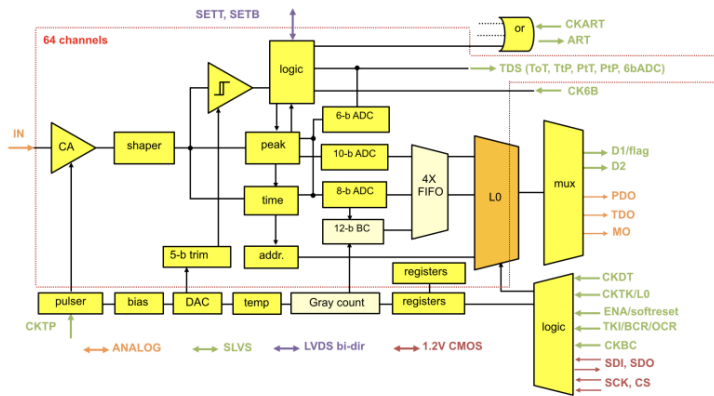 SETT, SETB
64 channels
or
CKART
ART
logic
TDS (ToT, TtP, PtT, PtP, 6bADC)
CK6B
6-b ADC
IN
CA
shaper
peak
10-b ADC
4X
FIFO
L0
mux
D1/flag
D2
time
8-b ADC
PDO
TDO
MO
12-b BC
5-b trim
addr.
registers
pulser
bias
DAC
temp
Gray count
registers
logic
CKDT
CKTK/L0
ENA/softreset
TKI/BCR/OCR
CKBC
SDI, SDO
SCK, CS
CKTP
ANALOG
SLVS
LVDS bi-dir
1.2V CMOS